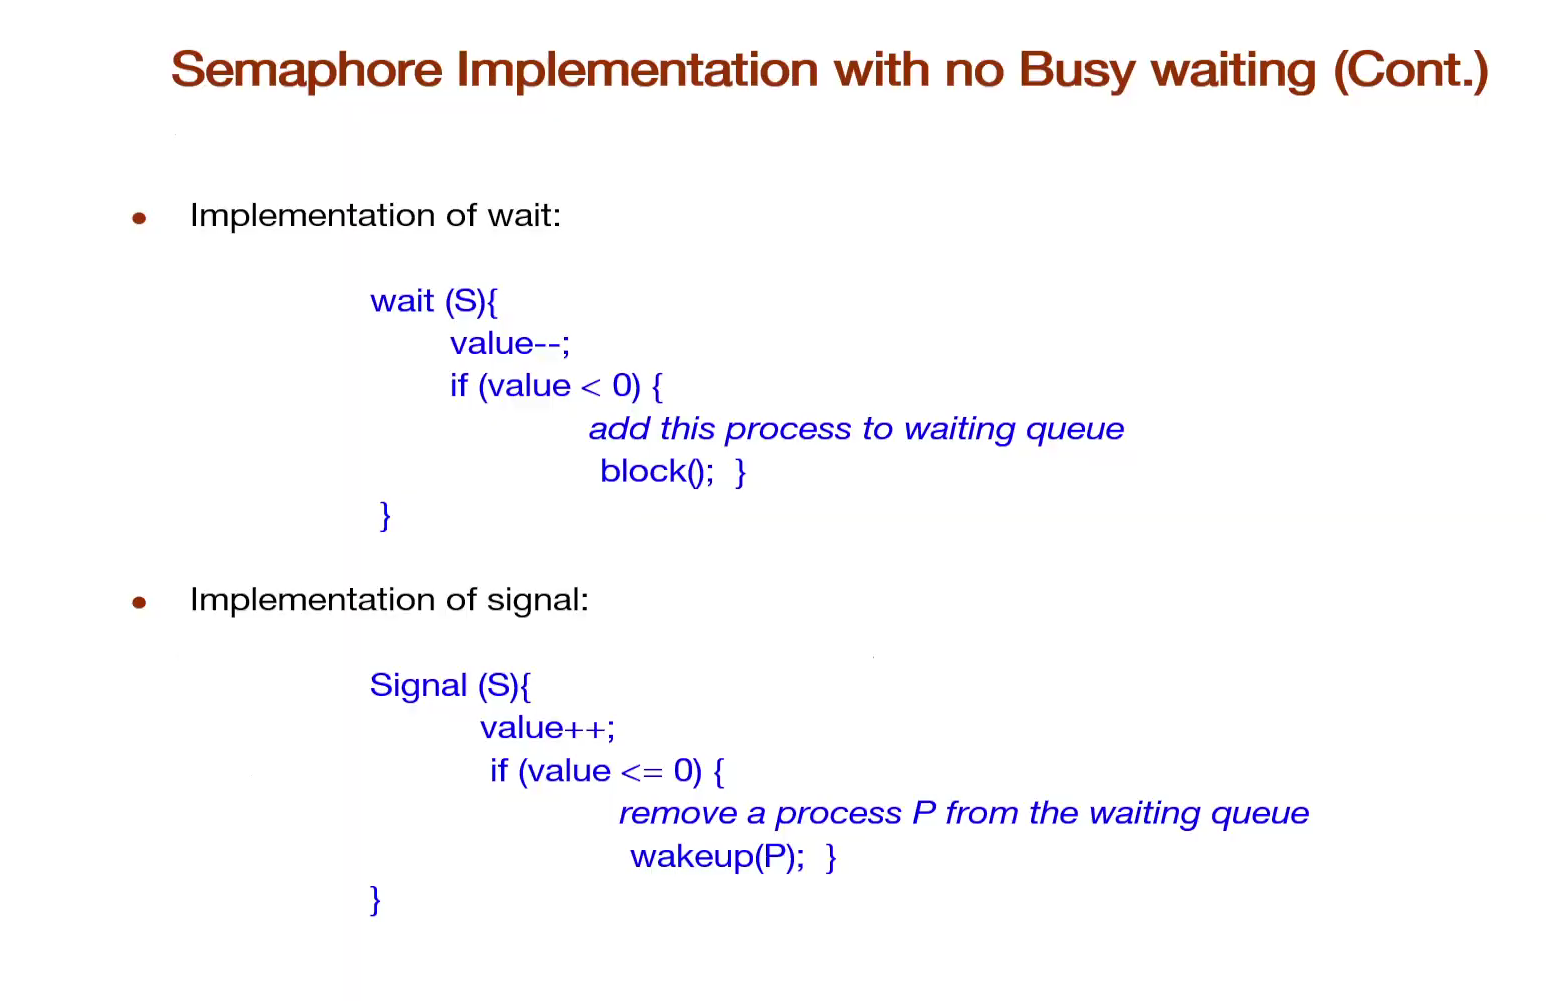 Semaphore Implementation with no Busy waiting (Cont.)
• Implementation of wait:
wait (S){
value--;
if (value < 0) {
add this process to waiting queue
block(); }
}
• Implementation of signal:
Signal (S){
value++;
if (value <= 0) {
remove a process P from the waiting queue
wakeup(P); }
}